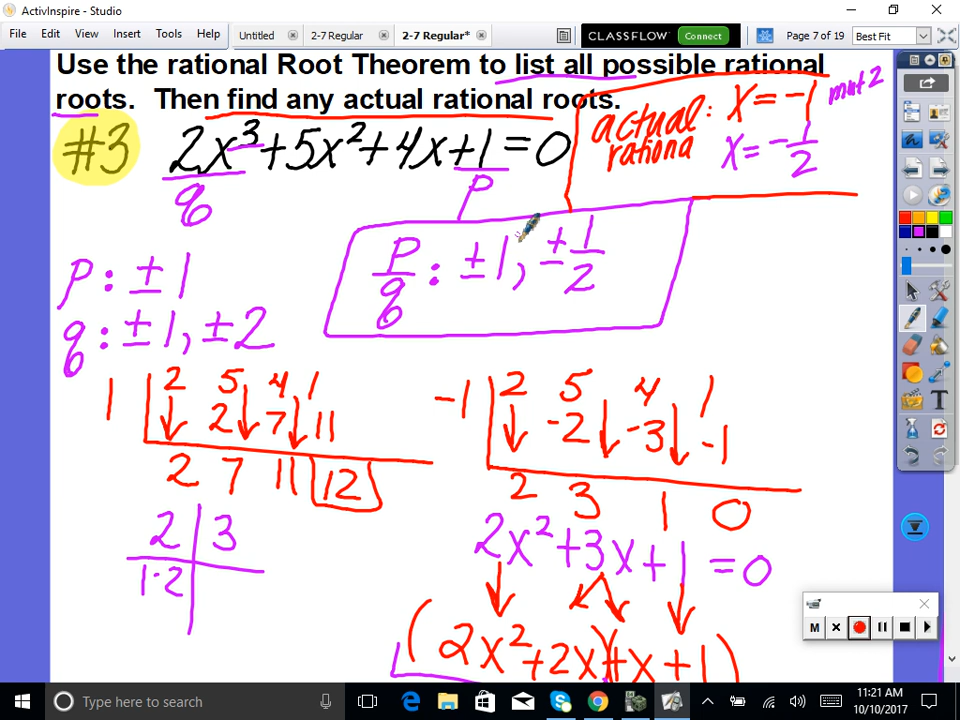 ActivInspire - Studio
File Edit View Insert Tools Help Untitled 2-7 Regular 2-7 Regular* CLASSFLOW Connect Page 7 of 19 Best Fit
Use the rational Root Theorem to list all possible rational
roots. Then find any actual rational roots.
#3 2x³+5x²+4x+1=0
q
p
actual: x=-1 mult 2
rationa x=-1/2
p/q: ±1, ±1/2
p: ±1
q: ±1, ±2
1 2 5 4 1
2 7 11
2 7 11 12
-1 2 5 4 1
-2 -3 -1
2 3 1 0
2 3
1·2
2x²+3x+1=0
(2x²+2x)(+x+1)
M
T
Type here to search
11:21 AM
10/10/2017